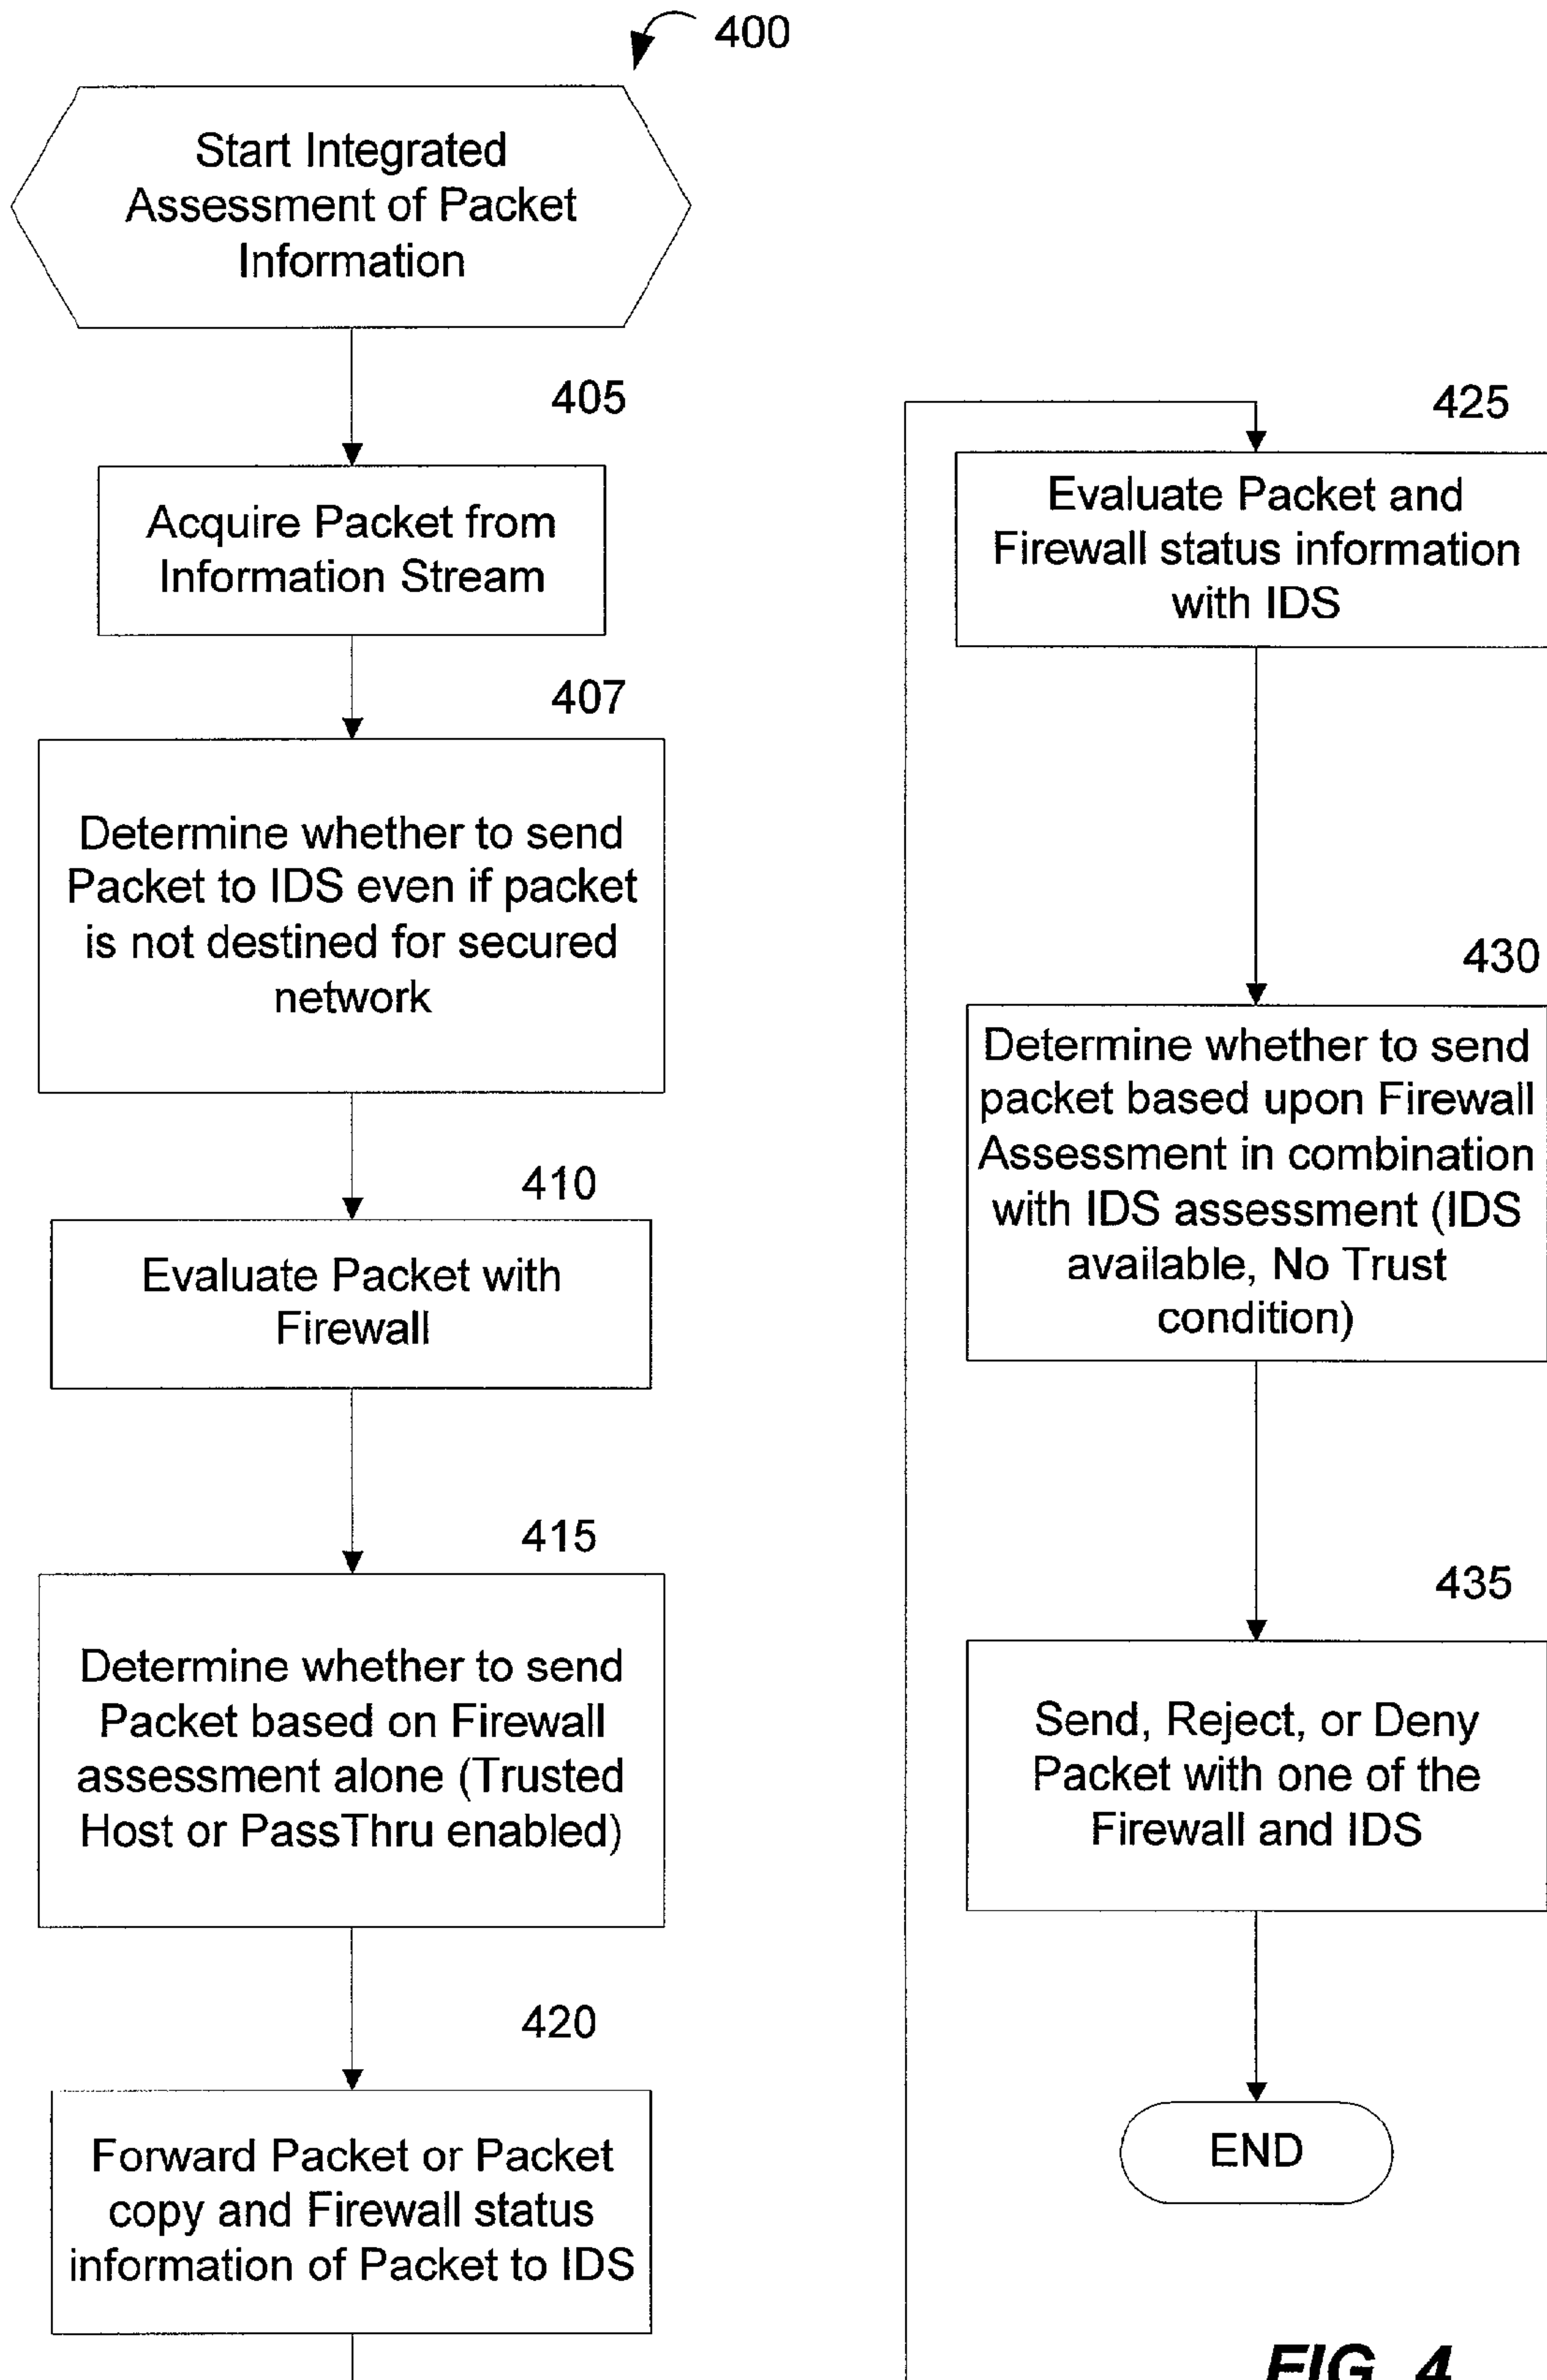 400
Start Integrated
Assessment of Packet
Information
405
Acquire Packet from
Information Stream
407
Determine whether to send
Packet to IDS even if packet
is not destined for secured
network
410
Evaluate Packet with
Firewall
415
Determine whether to send
Packet based on Firewall
assessment alone (Trusted
Host or PassThru enabled)
420
Forward Packet or Packet
copy and Firewall status
information of Packet to IDS
425
Evaluate Packet and
Firewall status information
with IDS
430
Determine whether to send
packet based upon Firewall
Assessment in combination
with IDS assessment (IDS
available, No Trust
condition)
435
Send, Reject, or Deny
Packet with one of the
Firewall and IDS
END
FIG. 4